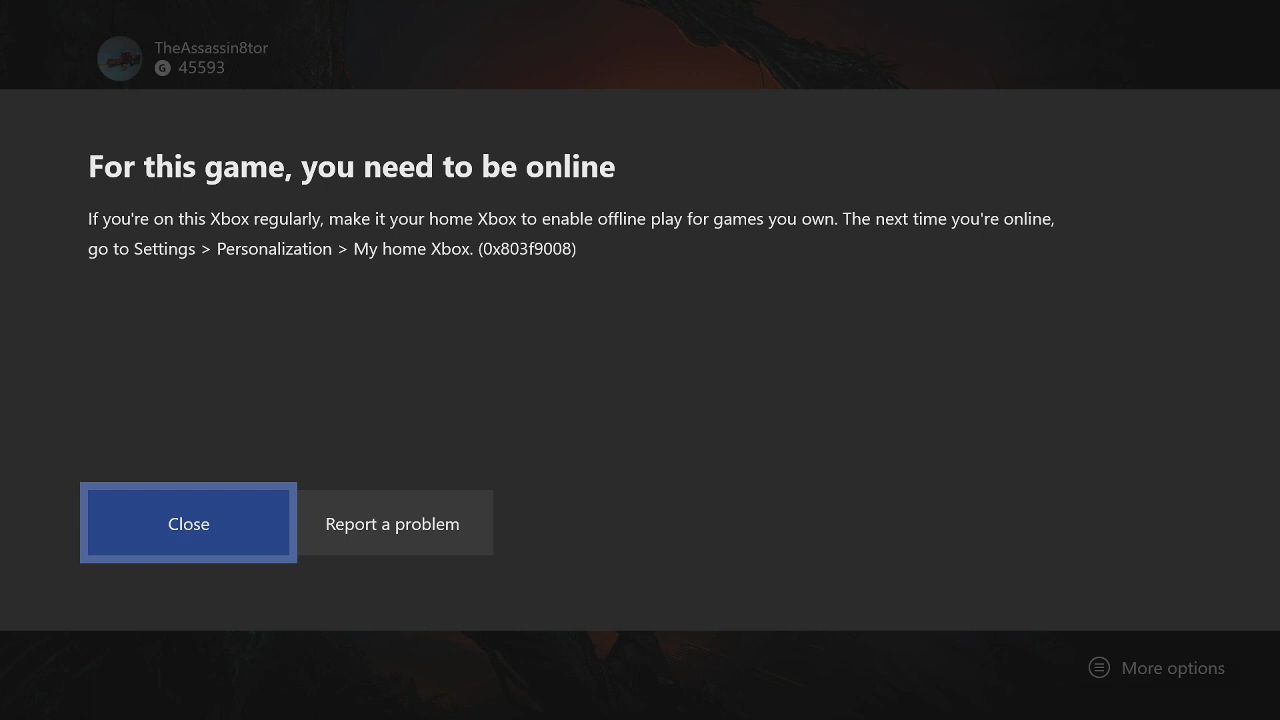 TheAssassin8tor
G 45593
For this game, you need to be online
If you're on this Xbox regularly, make it your home Xbox to enable offline play for games you own. The next time you're online,
go to Settings > Personalization > My home Xbox. (0x803f9008)
Close
Report a problem
More options